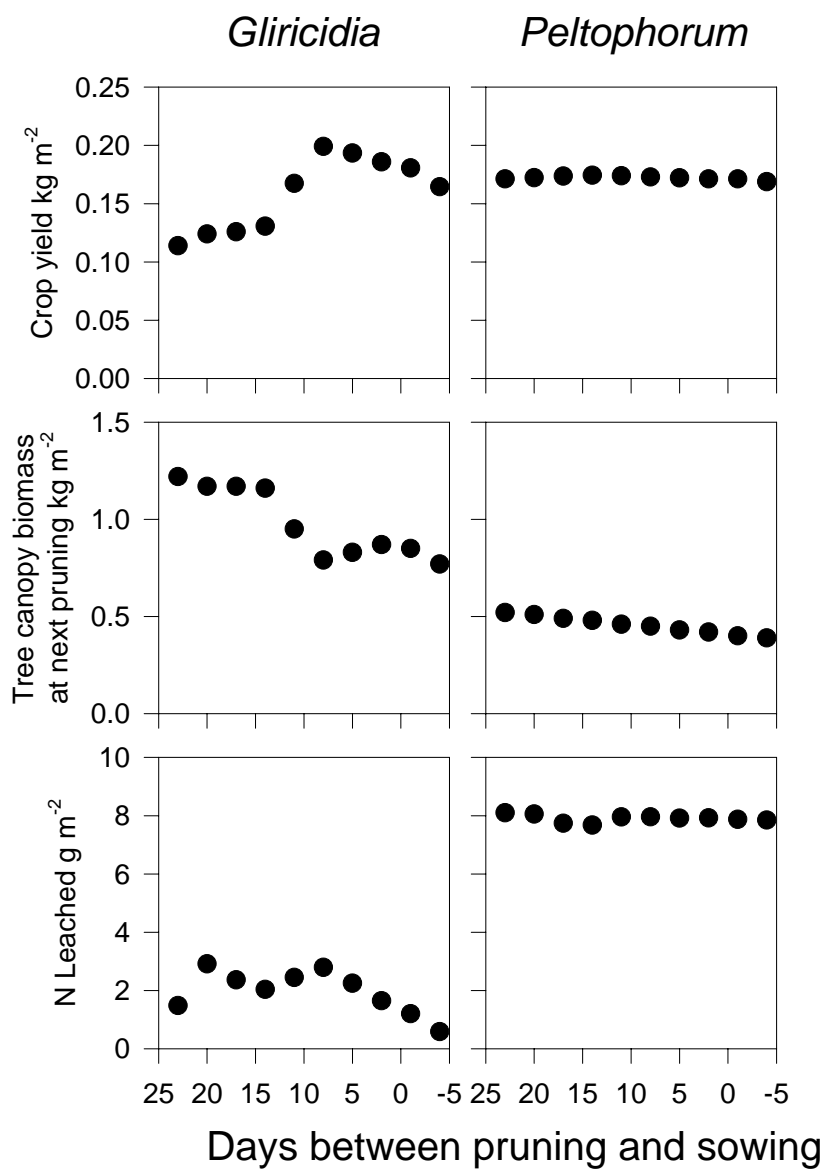 Gliricidia Peltophorum
Crop yield kg m-2
0.25
0.20
0.15
0.10
0.05
0.00
Tree canopy biomass
at next pruning kg m-2
1.5
1.0
0.5
0.0
N Leached g m-2
10
8
6
4
2
0
25 20 15 10 5 0 -5 25 20 15 10 5 0 -5
Days between pruning and sowing